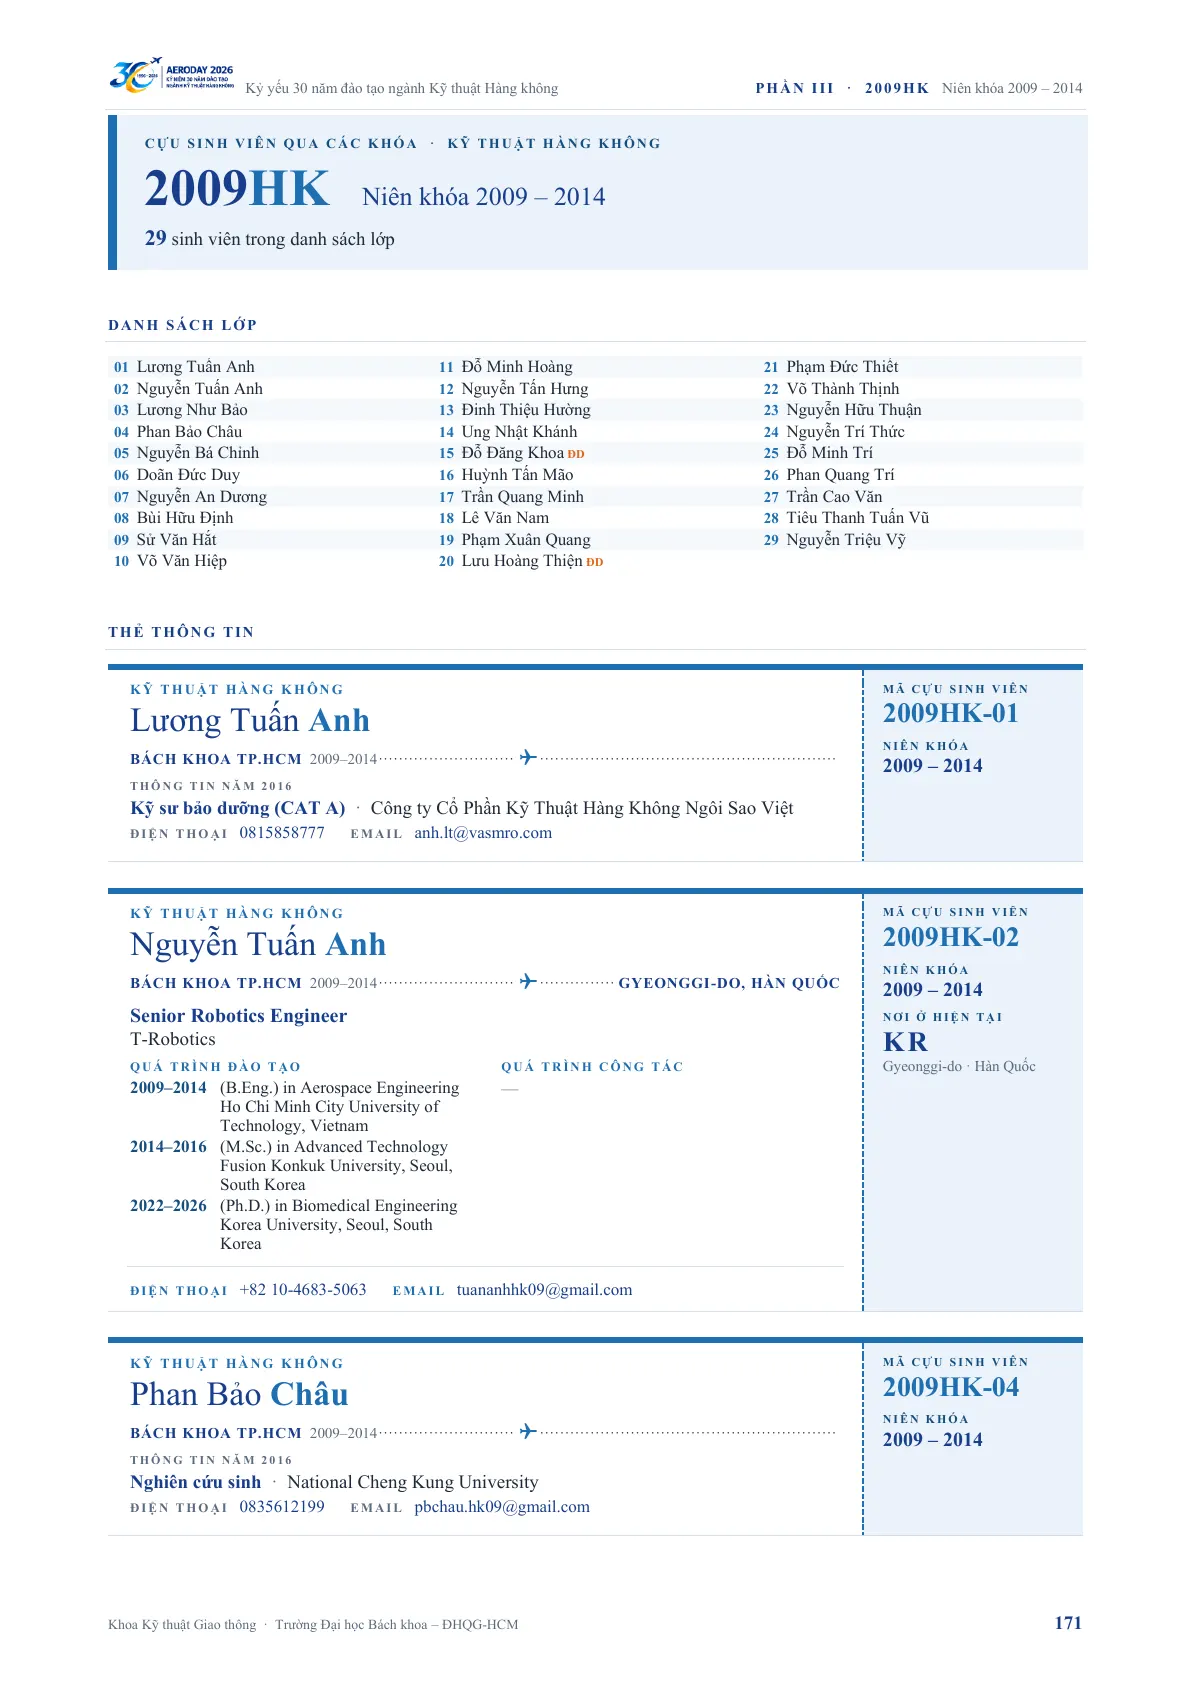 AERODAY 2026
KỶ NIỆM 30 NĂM ĐÀO TẠO
NGÀNH KỸ THUẬT HÀNG KHÔNG
Kỷ yếu 30 năm đào tạo ngành Kỹ thuật Hàng không
PHẦN III · 2009HK Niên khóa 2009 – 2014
CỰU SINH VIÊN QUA CÁC KHÓA · KỸ THUẬT HÀNG KHÔNG
2009HK Niên khóa 2009 – 2014
29 sinh viên trong danh sách lớp
DANH SÁCH LỚP
01 Lương Tuấn Anh
02 Nguyễn Tuấn Anh
03 Lương Như Bảo
04 Phan Bảo Châu
05 Nguyễn Bá Chỉnh
06 Doãn Đức Duy
07 Nguyễn An Dương
08 Bùi Hữu Định
09 Sử Văn Hắt
10 Võ Văn Hiệp
11 Đỗ Minh Hoàng
12 Nguyễn Tấn Hưng
13 Đinh Thiệu Hường
14 Ung Nhật Khánh
15 Đỗ Đăng Khoa ĐD
16 Huỳnh Tấn Mão
17 Trần Quang Minh
18 Lê Văn Nam
19 Phạm Xuân Quang
20 Lưu Hoàng Thiện ĐD
21 Phạm Đức Thiết
22 Võ Thành Thịnh
23 Nguyễn Hữu Thuận
24 Nguyễn Trí Thức
25 Đỗ Minh Trí
26 Phan Quang Trí
27 Trần Cao Văn
28 Tiêu Thanh Tuấn Vũ
29 Nguyễn Triệu Vỹ
THẺ THÔNG TIN
KỸ THUẬT HÀNG KHÔNG
Lương Tuấn Anh
BÁCH KHOA TP.HCM 2009–2014
THÔNG TIN NĂM 2016
Kỹ sư bảo dưỡng (CAT A) · Công ty Cổ Phần Kỹ Thuật Hàng Không Ngôi Sao Việt
ĐIỆN THOẠI 0815858777 EMAIL anh.lt@vasmro.com
MÃ CỰU SINH VIÊN
2009HK-01
NIÊN KHÓA
2009 – 2014
KỸ THUẬT HÀNG KHÔNG
Nguyễn Tuấn Anh
BÁCH KHOA TP.HCM 2009–2014 GYEONGGI-DO, HÀN QUỐC
Senior Robotics Engineer
T-Robotics
QUÁ TRÌNH ĐÀO TẠO
2009–2014 (B.Eng.) in Aerospace Engineering
Ho Chi Minh City University of
Technology, Vietnam
2014–2016 (M.Sc.) in Advanced Technology
Fusion Konkuk University, Seoul,
South Korea
2022–2026 (Ph.D.) in Biomedical Engineering
Korea University, Seoul, South
Korea
QUÁ TRÌNH CÔNG TÁC
—
ĐIỆN THOẠI +82 10-4683-5063 EMAIL tuananhhk09@gmail.com
MÃ CỰU SINH VIÊN
2009HK-02
NIÊN KHÓA
2009 – 2014
NƠI Ở HIỆN TẠI
KR
Gyeonggi-do · Hàn Quốc
KỸ THUẬT HÀNG KHÔNG
Phan Bảo Châu
BÁCH KHOA TP.HCM 2009–2014
THÔNG TIN NĂM 2016
Nghiên cứu sinh · National Cheng Kung University
ĐIỆN THOẠI 0835612199 EMAIL pbchau.hk09@gmail.com
MÃ CỰU SINH VIÊN
2009HK-04
NIÊN KHÓA
2009 – 2014
Khoa Kỹ thuật Giao thông · Trường Đại học Bách khoa – ĐHQG-HCM
171